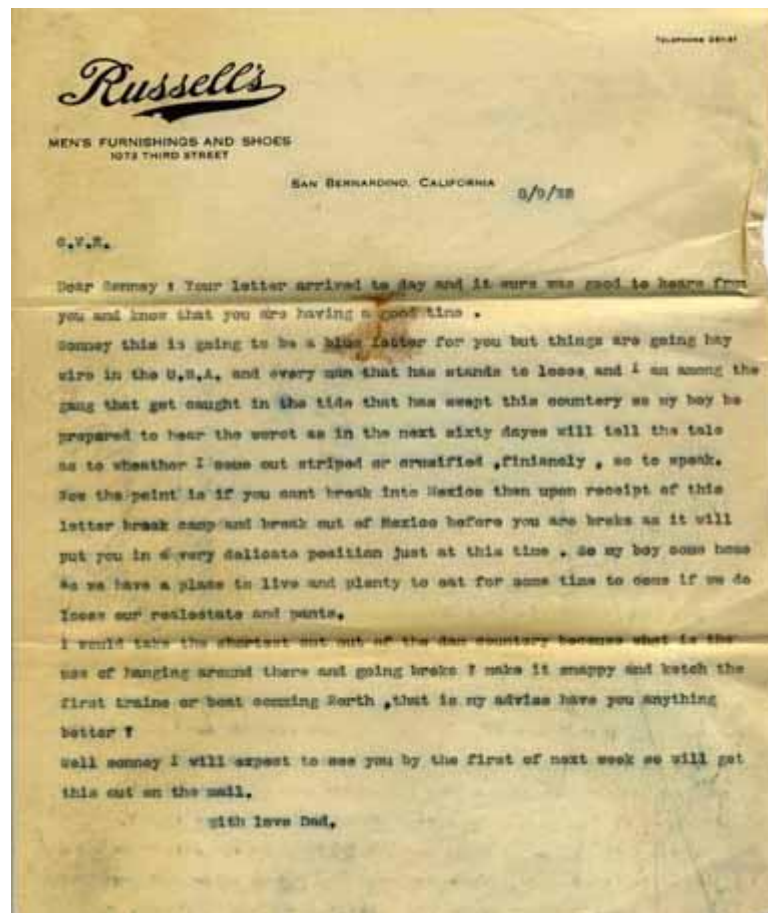 TELEPHONE
Russell's
MEN'S FURNISHINGS AND SHOES
1073 THIRD STREET
SAN BERNARDINO, CALIFORNIA
G.V.R.
Dear Sonney : Your letter arrived to day and it sure was good to heare from
you and know that you are having a good time .
Sonney this is going to be a blue letter for you but things are going hay
wire in the U.S.A. and every man that has stands to loose and I am among the
gang that got caught in the tide that has swept this countery so my boy be
prepared to hear the worst as in the next sixty dayes will tell the tale
as to wheather I come out striped or crusified ,finianely , so to speak.
Now the point is if you cant break into Mexico then upon receipt of this
letter break camp and break out of Mexico before you are broke as it will
put you in a very delicate position just at this time . So my boy come home
as we have a place to live and plenty to eat for some time to come if we do
loose our realestate and pants.
I would take the shortest cut out of the dam countery because what is the
use of hanging around there and going broke ? make it snappy and ketch the
first traine or boat comming North ,that is my advise have you anything
better ?
Well sonney I will expect to see you by the first of next week so will get
this out on the mail.
With love Dad.